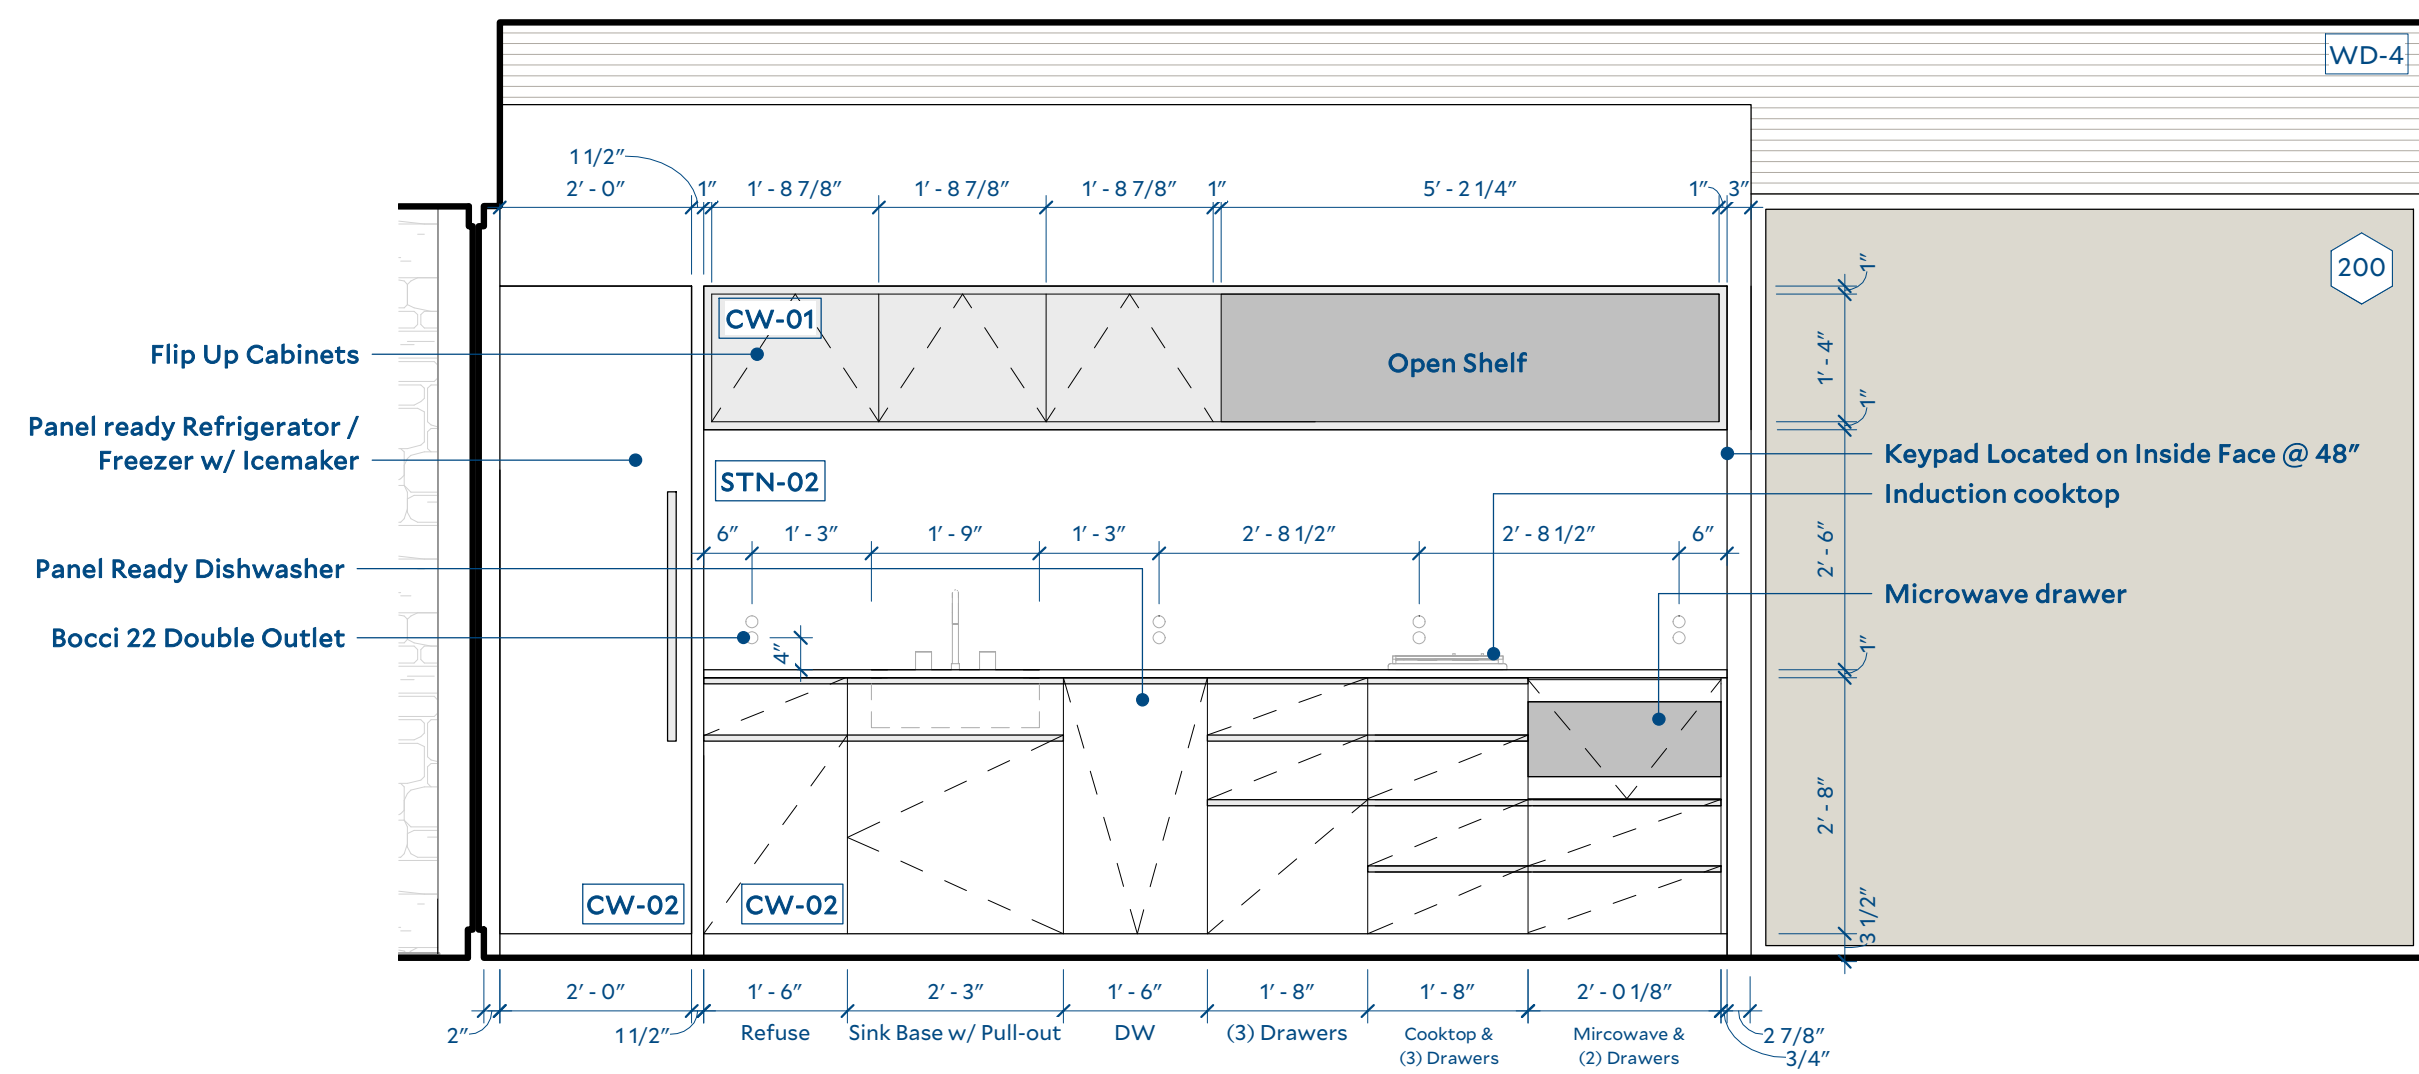 WD-4
1 1/2"
2' - 0"
1"
1' - 8 7/8"
1' - 8 7/8"
1' - 8 7/8"
1"
5' - 2 1/4"
1"
3"
200
1"
CW-01
Flip Up Cabinets
Open Shelf
1' - 4"
1"
Panel ready Refrigerator /
Freezer w/ Icemaker
Keypad Located on Inside Face @ 48"
STN-02
Induction cooktop
6"
1' - 3"
1' - 9"
1' - 3"
2' - 8 1/2"
2' - 8 1/2"
6"
2' - 6"
Panel Ready Dishwasher
Microwave drawer
Bocci 22 Double Outlet
4"
1"
2' - 8"
CW-02
CW-02
3 1/2"
2' - 0"
1' - 6"
2' - 3"
1' - 6"
1' - 8"
1' - 8"
2' - 0 1/8"
2"
1 1/2"
Refuse
Sink Base w/ Pull-out
DW
(3) Drawers
Cooktop &
(3) Drawers
Mircowave &
(2) Drawers
2 7/8"
3/4"